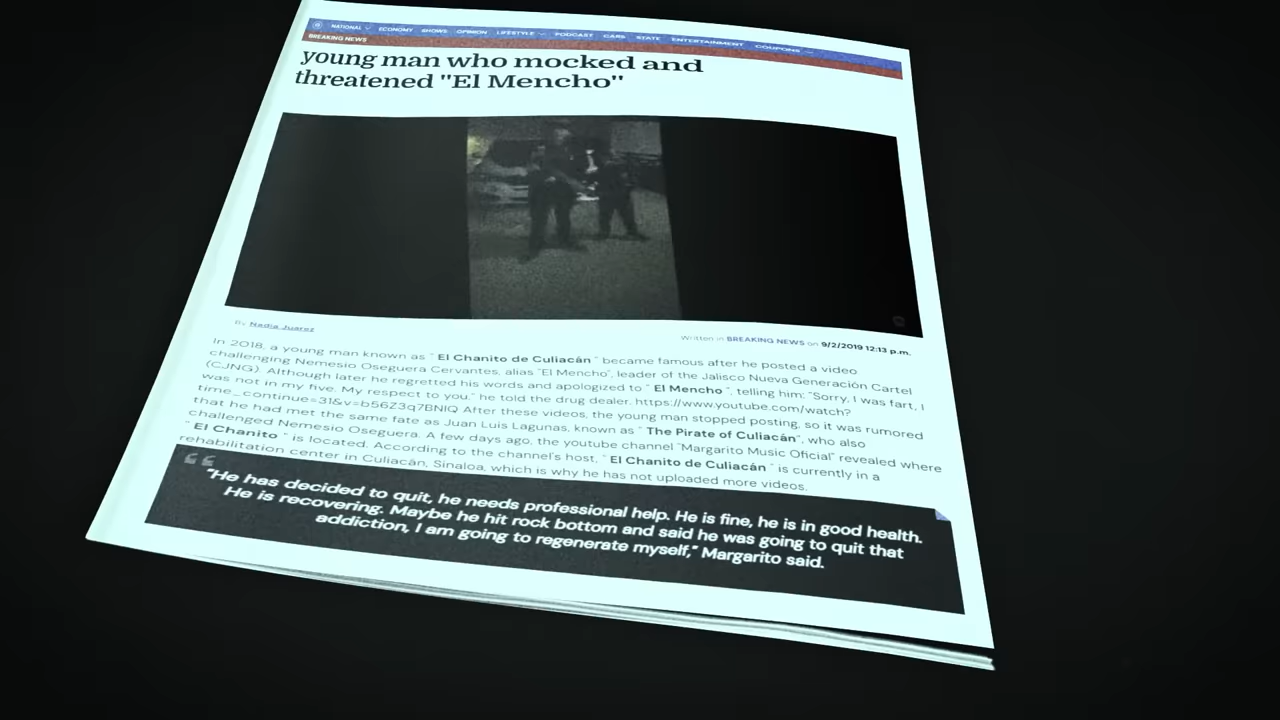 NATIONAL ECONOMY SHOWS OPINION LIFESTYLE PODCAST CARS STATE ENTERTAINMENT COUPONS
BREAKING NEWS
young man who mocked and
threatened "El Mencho"
By Nadia Juarez
Written in BREAKING NEWS on 9/2/2019 12:13 p.m.
In 2018, a young man known as " El Chanito de Culiacán " became famous after he posted a video
challenging Nemesio Oseguera Cervantes, alias "El Mencho", leader of the Jalisco Nueva Generación Cartel
(CJNG). Although later he regretted his words and apologized to " El Mencho ", telling him: "Sorry, I was fart, I
was not in my five. My respect to you," he told the drug dealer. https://www.youtube.com/watch?
time_continue=31&v=b56Z3q7BNIQ After these videos, the young man stopped posting, so it was rumored
that he had met the same fate as Juan Luis Lagunas, known as " The Pirate of Culiacán", who also
challenged Nemesio Oseguera. A few days ago, the youtube channel "Margarito Music Oficial" revealed where
" El Chanito " is located. According to the channel's host, " El Chanito de Culiacán " is currently in a
rehabilitation center in Culiacán, Sinaloa, which is why he has not uploaded more videos.
"He has decided to quit, he needs professional help. He is fine, he is in good health.
He is recovering. Maybe he hit rock bottom and said he was going to quit that
addiction, I am going to regenerate myself," Margarito said.